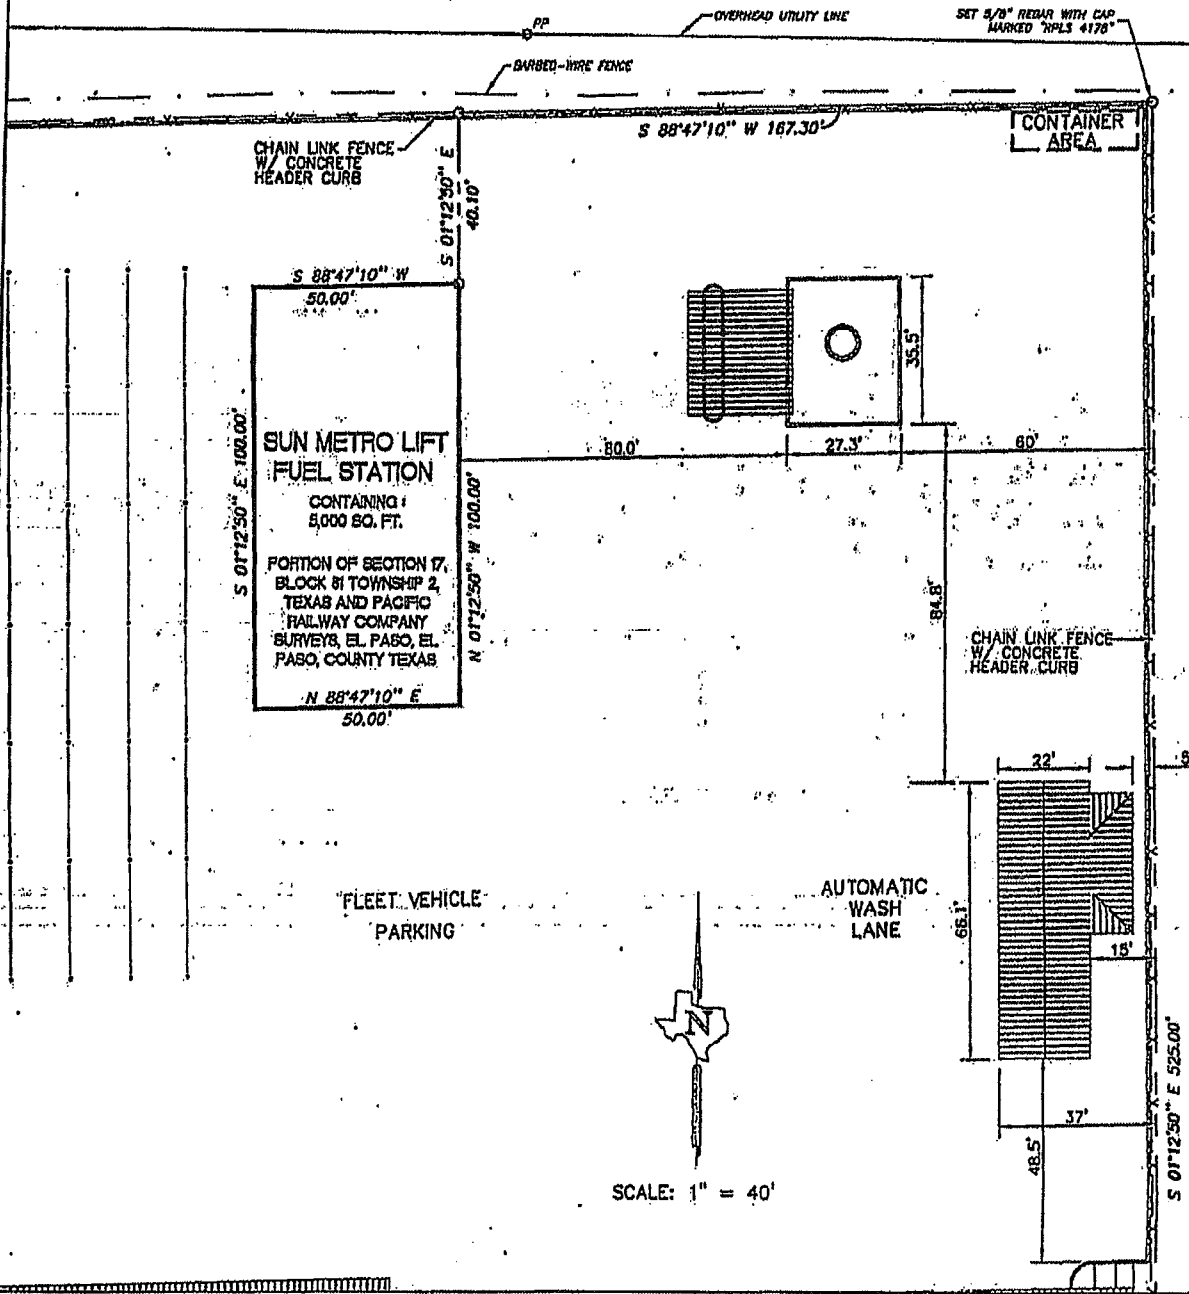 PP
OVERHEAD UTILITY LINE
SET 5/8" REBAR WITH CAP
MARKED "RPLS 4178"
BARBED-WIRE FENCE
S 88°47'10" W 167.30'
CONTAINER
AREA
CHAIN LINK FENCE
W/ CONCRETE
HEADER CURB
S 01°12'50" E
40.10'
S 88°47'10" W
50.00'
35.5'
SUN METRO LIFT
FUEL STATION
CONTAINING :
5,000 SQ. FT.
PORTION OF SECTION 17,
BLOCK 81 TOWNSHIP 2,
TEXAS AND PACIFIC
RAILWAY COMPANY
SURVEYS, EL PASO, EL
PASO, COUNTY TEXAS
S 01°12'50" E 100.00'
N 01°12'50" W 100.00'
80.0'
27.3'
60'
84.8'
CHAIN LINK FENCE
W/ CONCRETE
HEADER CURB
N 88°47'10" E
50.00'
22'
FLEET VEHICLE
PARKING
AUTOMATIC
WASH
LANE
66.1'
15'
N
37'
48.5'
S 01°12'50" E 525.00'
SCALE: 1" = 40'